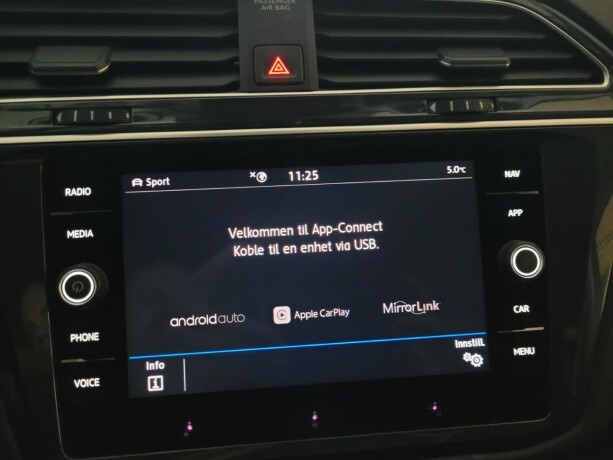 PASSENGER
AIR BAG
RADIO
MEDIA
PHONE
VOICE
Sport
11:25
5.0°C
Velkommen til App-Connect
Koble til en enhet via USB.
androidauto
Apple CarPlay
MirrorLink
Info
Innstill.
NAV
APP
CAR
MENU